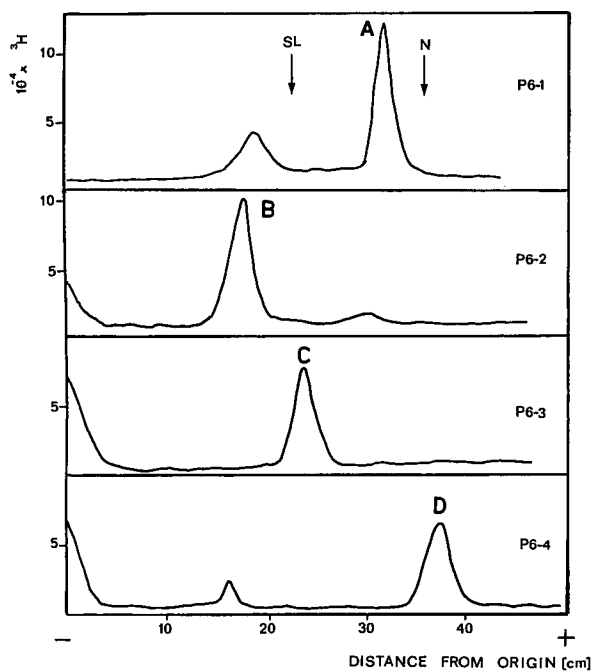 10⁻⁴ x ³H
10
5
SL
A
N
P6-1
10
5
B
P6-2
5
C
P6-3
5
D
P6-4
10
20
30
40
− +
DISTANCE FROM ORIGIN [cm]